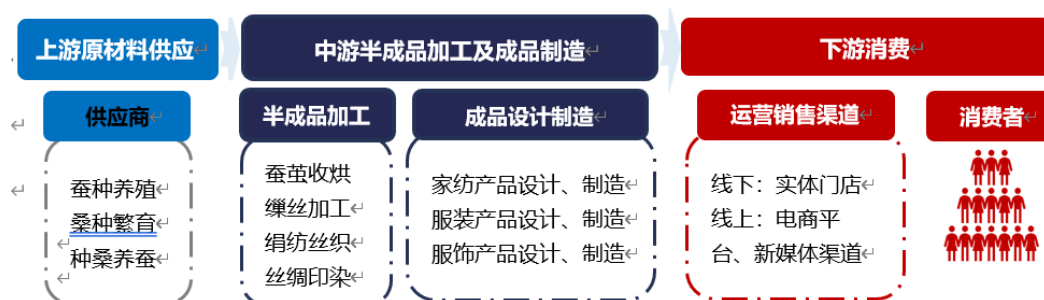 上游原材料供应
中游半成品加工及成品制造
下游消费
供应商
半成品加工
成品设计制造
运营销售渠道
消费者
蚕种养殖
桑种繁育
种桑养蚕
蚕茧收烘
缫丝加工
绢纺丝织
丝绸印染
家纺产品设计、制造
服装产品设计、制造
服饰产品设计、制造
线下：实体门店
线上：电商平
台、新媒体渠道